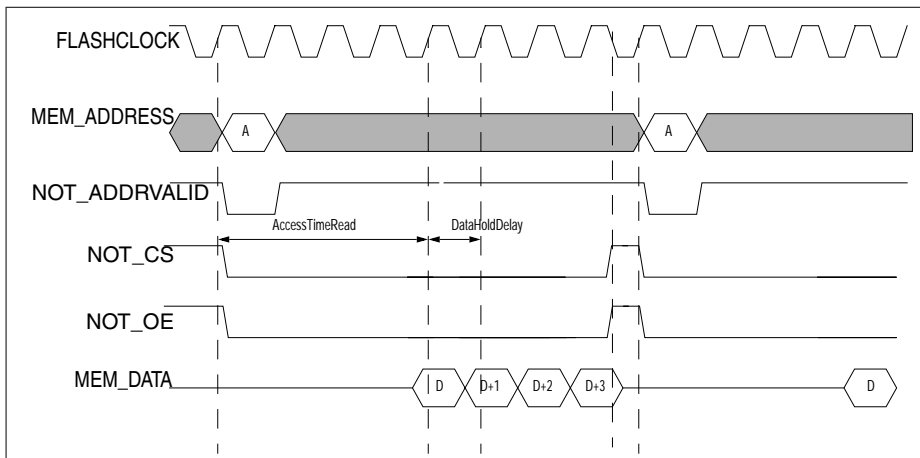 FLASHCLOCK
MEM_ADDRESS
A
A
NOT_ADDRVALID
AccessTimeRead
DataHoldDelay
NOT_CS
NOT_OE
MEM_DATA
D
D+1
D+2
D+3
D